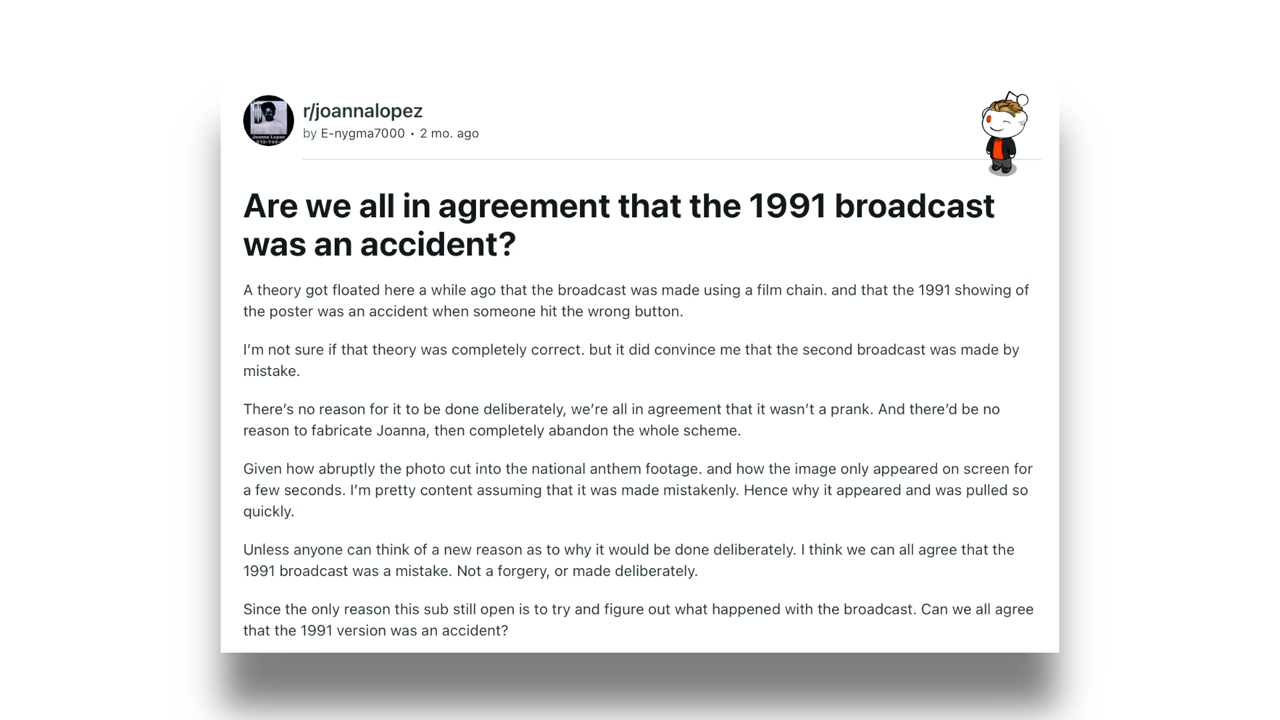 r/joannalopez
by E-nygma7000 • 2 mo. ago
Are we all in agreement that the 1991 broadcast
was an accident?
A theory got floated here a while ago that the broadcast was made using a film chain. and that the 1991 showing of
the poster was an accident when someone hit the wrong button.
I'm not sure if that theory was completely correct. but it did convince me that the second broadcast was made by
mistake.
There's no reason for it to be done deliberately, we're all in agreement that it wasn't a prank. And there'd be no
reason to fabricate Joanna, then completely abandon the whole scheme.
Given how abruptly the photo cut into the national anthem footage. and how the image only appeared on screen for
a few seconds. I'm pretty content assuming that it was made mistakenly. Hence why it appeared and was pulled so
quickly.
Unless anyone can think of a new reason as to why it would be done deliberately. I think we can all agree that the
1991 broadcast was a mistake. Not a forgery, or made deliberately.
Since the only reason this sub still open is to try and figure out what happened with the broadcast. Can we all agree
that the 1991 version was an accident?